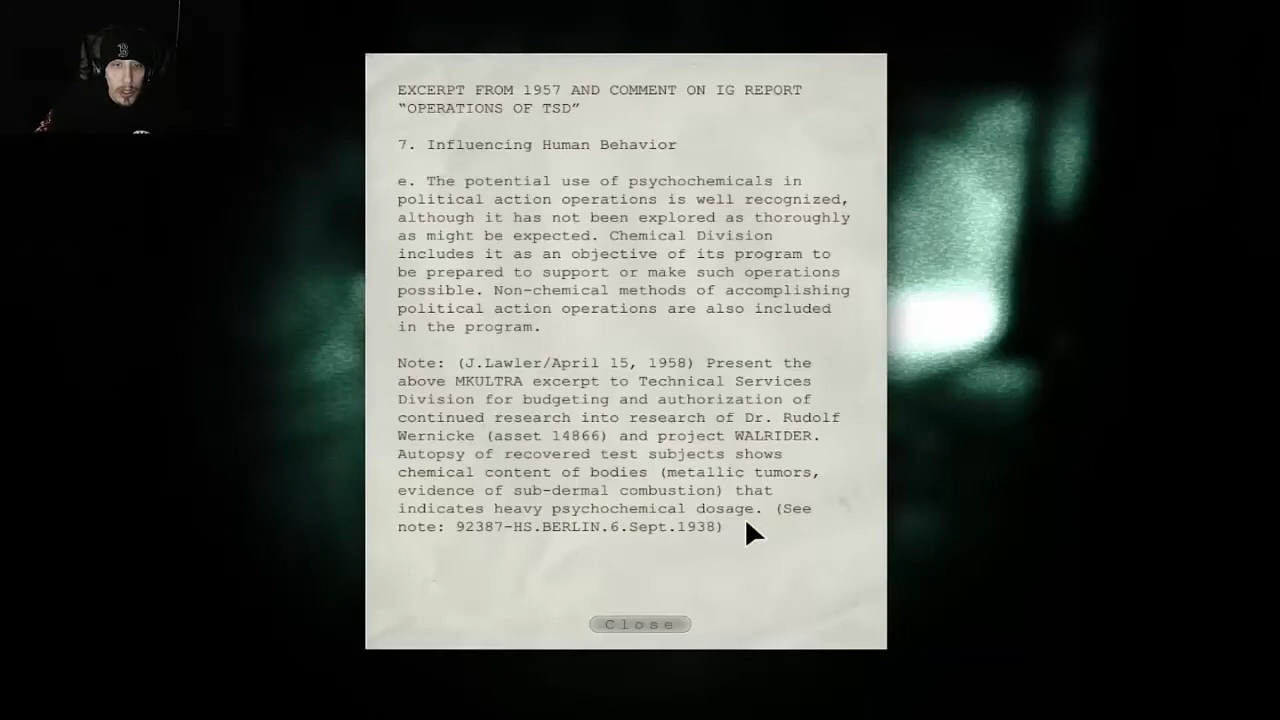 EXCERPT FROM 1957 AND COMMENT ON IG REPORT
“OPERATIONS OF TSD”
7. Influencing Human Behavior
e. The potential use of psychochemicals in
political action operations is well recognized,
although it has not been explored as thoroughly
as might be expected. Chemical Division
includes it as an objective of its program to
be prepared to support or make such operations
possible. Non-chemical methods of accomplishing
political action operations are also included
in the program.
Note: (J.Lawler/April 15, 1958) Present the
above MKULTRA excerpt to Technical Services
Division for budgeting and authorization of
continued research into research of Dr. Rudolf
Wernicke (asset 14866) and project WALRIDER.
Autopsy of recovered test subjects shows
chemical content of bodies (metallic tumors,
evidence of sub-dermal combustion) that
indicates heavy psychochemical dosage. (See
note: 92387-HS.BERLIN.6.Sept.1938)
Close